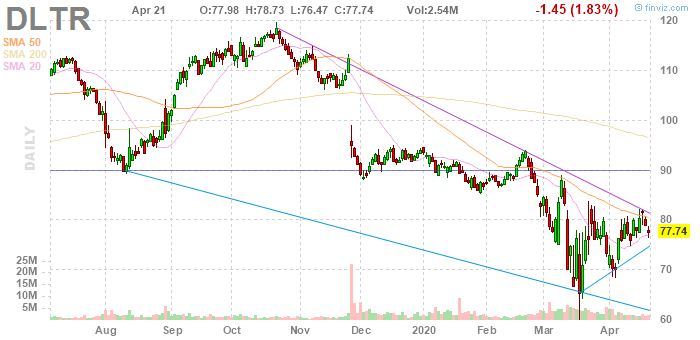 DLTR
Apr 21 O:77.98 H:78.73 L:76.47 C:77.74 Vol:2.54M -1.45 (1.83%) © finviz.com
SMA 50
SMA 200
SMA 20
DAILY
120
110
100
90
80
77.74
70
60
25M
20M
15M
10M
5M
Aug Sep Oct Nov Dec 2020 Feb Mar Apr